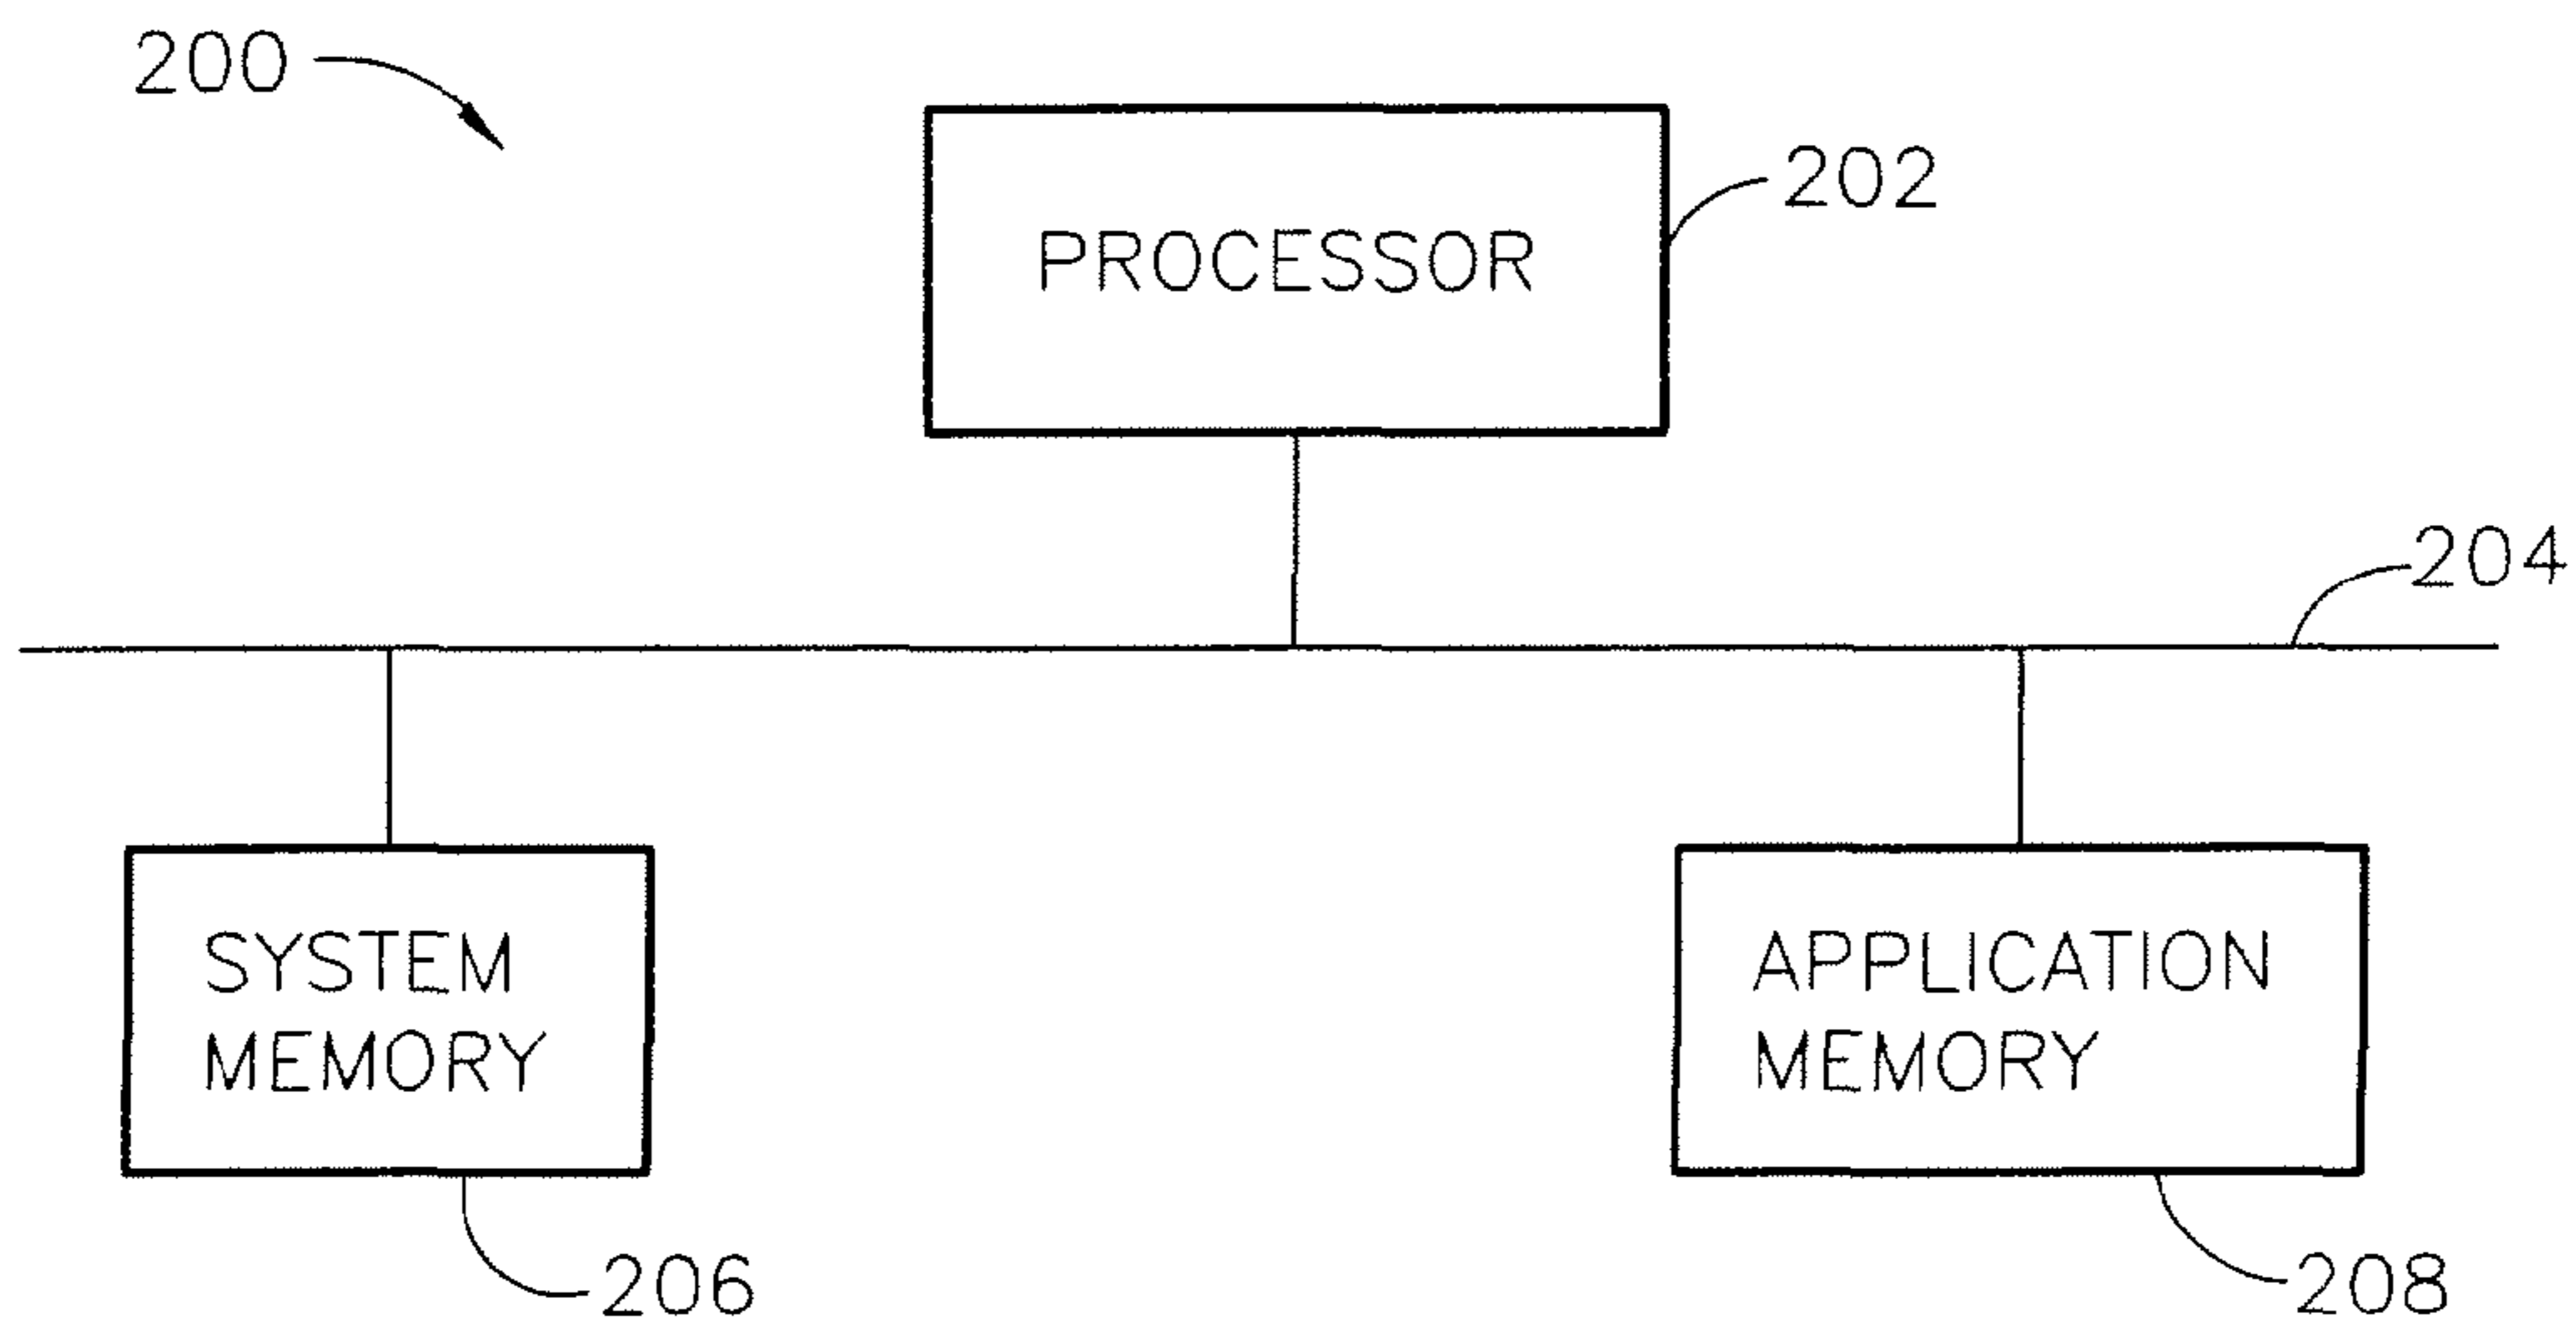 200
PROCESSOR
202
204
SYSTEM
MEMORY
APPLICATION
MEMORY
206
208